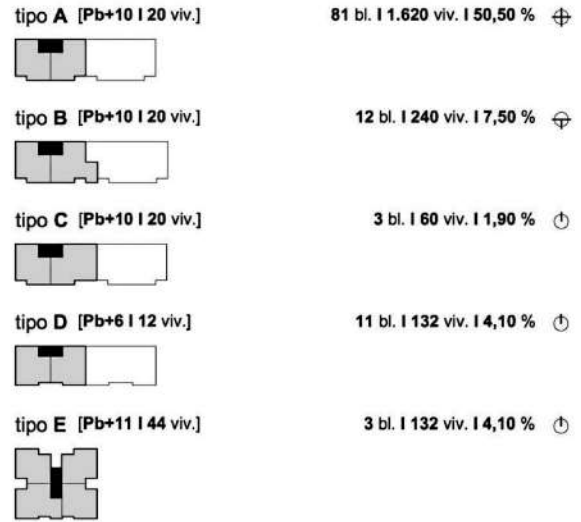 tipo A [Pb+10 I 20 viv.] 81 bl. I 1.620 viv. I 50,50 %
tipo B [Pb+10 I 20 viv.] 12 bl. I 240 viv. I 7,50 %
tipo C [Pb+10 I 20 viv.] 3 bl. I 60 viv. I 1,90 %
tipo D [Pb+6 I 12 viv.] 11 bl. I 132 viv. I 4,10 %
tipo E [Pb+11 I 44 viv.] 3 bl. I 132 viv. I 4,10 %